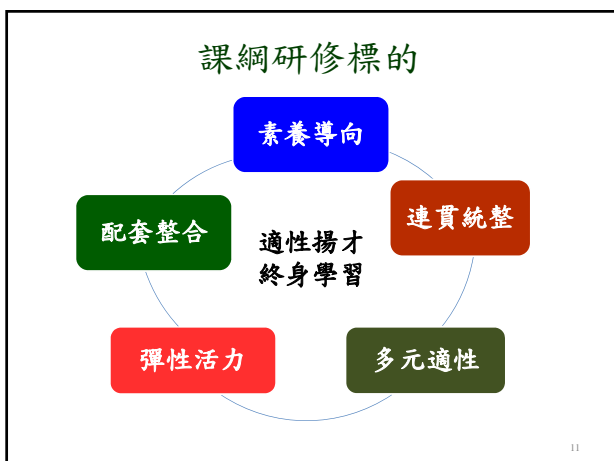 課綱研修標的
素養導向
連貫統整
多元適性
彈性活力
配套整合
適性揚才
終身學習
11